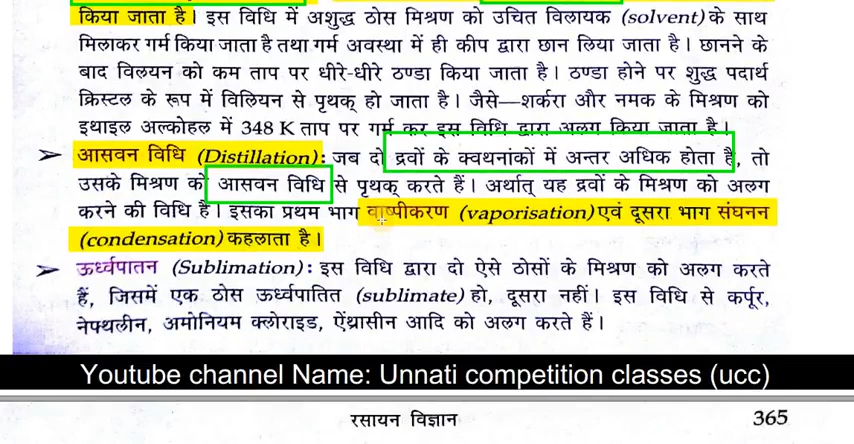 किया जाता है। इस विधि में अशुद्ध ठोस मिश्रण को उचित विलायक (solvent) के साथ
मिलाकर गर्म किया जाता है तथा गर्म अवस्था में ही कीप द्वारा छान लिया जाता है। छानने के
बाद विलयन को कम ताप पर धीरे-धीरे ठण्डा किया जाता है। ठण्डा होने पर शुद्ध पदार्थ
क्रिस्टल के रूप में विलियन से पृथक् हो जाता है। जैसे—शर्करा और नमक के मिश्रण को
इथाइल अल्कोहल में 348 K ताप पर गर्म कर इस विधि द्वारा अलग किया जाता है।
➤ आसवन विधि (Distillation): जब दो द्रवों के क्वथनांकों में अन्तर अधिक होता है, तो
उसके मिश्रण को आसवन विधि से पृथक् करते हैं। अर्थात् यह द्रवों के मिश्रण को अलग
करने की विधि है। इसका प्रथम भाग वाष्पीकरण (vaporisation) एवं दूसरा भाग संघनन
(condensation) कहलाता है।
➤ ऊर्ध्वपातन (Sublimation): इस विधि द्वारा दो ऐसे ठोसों के मिश्रण को अलग करते
हैं, जिसमें एक ठोस ऊर्ध्वपातित (sublimate) हो, दूसरा नहीं। इस विधि से कर्पूर,
नेफ्थलीन, अमोनियम क्लोराइड, ऐंथ्रासीन आदि को अलग करते हैं।
Youtube channel Name: Unnati competition classes (ucc)
रसायन विज्ञान 365